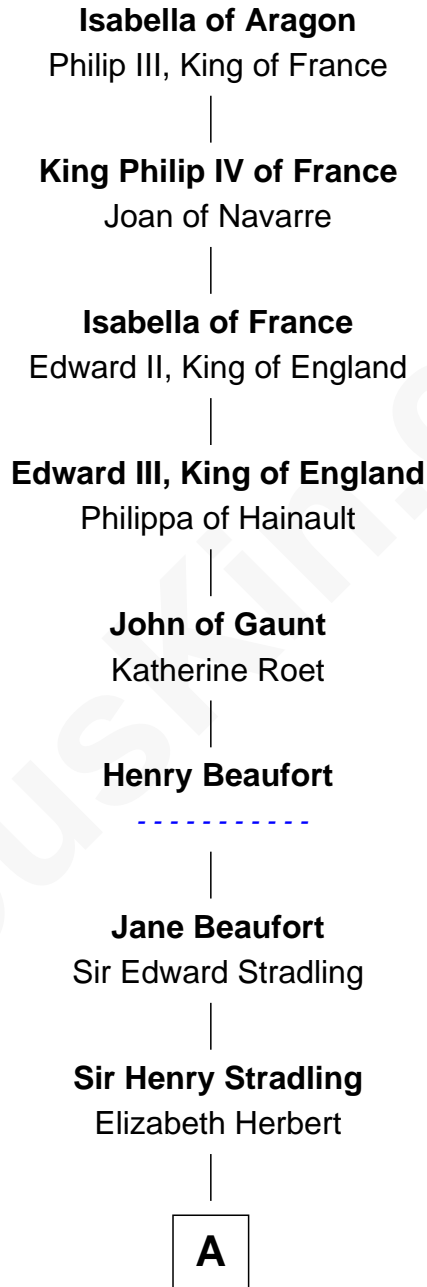 Isabella of Aragon
Philip III, King of France
King Philip IV of France
Joan of Navarre
Isabella of France
Edward II, King of England
Edward III, King of England
Philippa of Hainault
John of Gaunt
Katherine Roet
Henry Beaufort
- - - - - - - - - - -
Jane Beaufort
Sir Edward Stradling
Sir Henry Stradling
Elizabeth Herbert
A